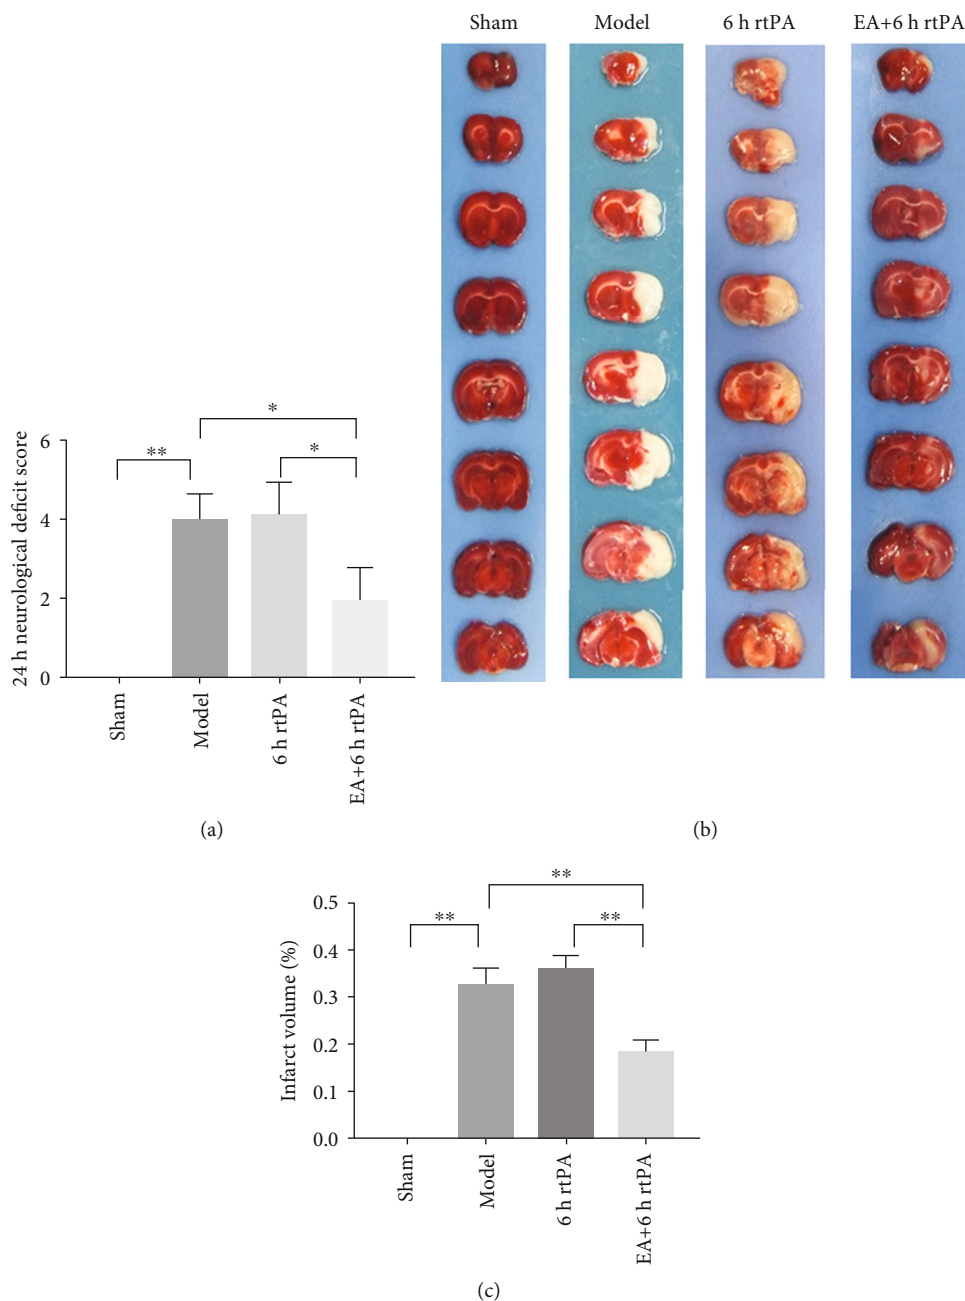 Sham Model 6 h rtPA EA+6 h rtPA
24 h neurological deficit score
6
4
2
0
**
*
*
Sham
Model
6 h rtPA
EA+6 h rtPA
(a)
(b)
Infarct volume (%)
0.5
0.4
0.3
0.2
0.1
0.0
**
**
**
Sham
Model
6 h rtPA
EA+6 h rtPA
(c)